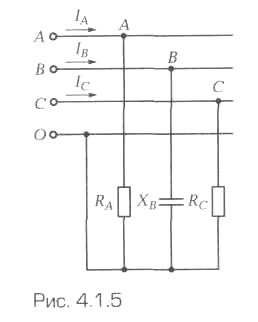 I_A
A A
I_B
B B
I_C
C C
O
R_A X_B R_C
Рис. 4.1.5